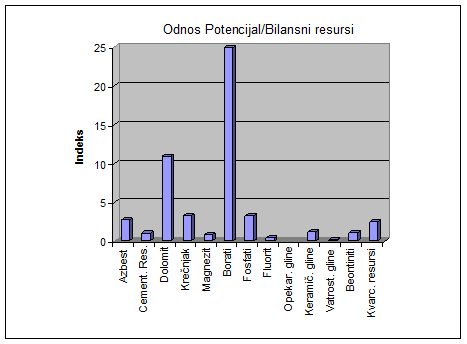 Odnos Potencijal/Bilansni resursi
Indeks
25
20
15
10
5
0
Azbest
Cement. Res.
Dolomit
Krečnjak
Magnezit
Borati
Fosfati
Fluorit
Opekar. gline
Keramič. gline
Vatrost. gline
Beontiniti
Kvarc. resursi